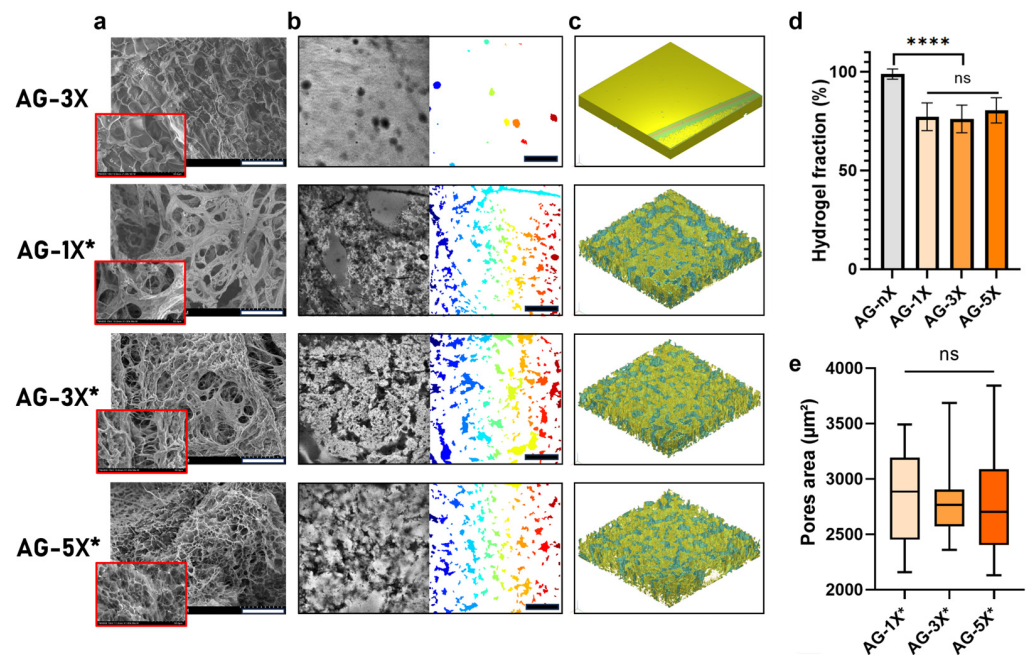 a
b
c
AG-3X
AG-1X*
AG-3X*
AG-5X*
d
****
ns
Hydrogel fraction (%)
100
50
0
AG-nX
AG-1X
AG-3X
AG-5X
e
ns
Pores area (µm²)
4000
3500
3000
2500
2000
AG-1X*
AG-3X*
AG-5X*